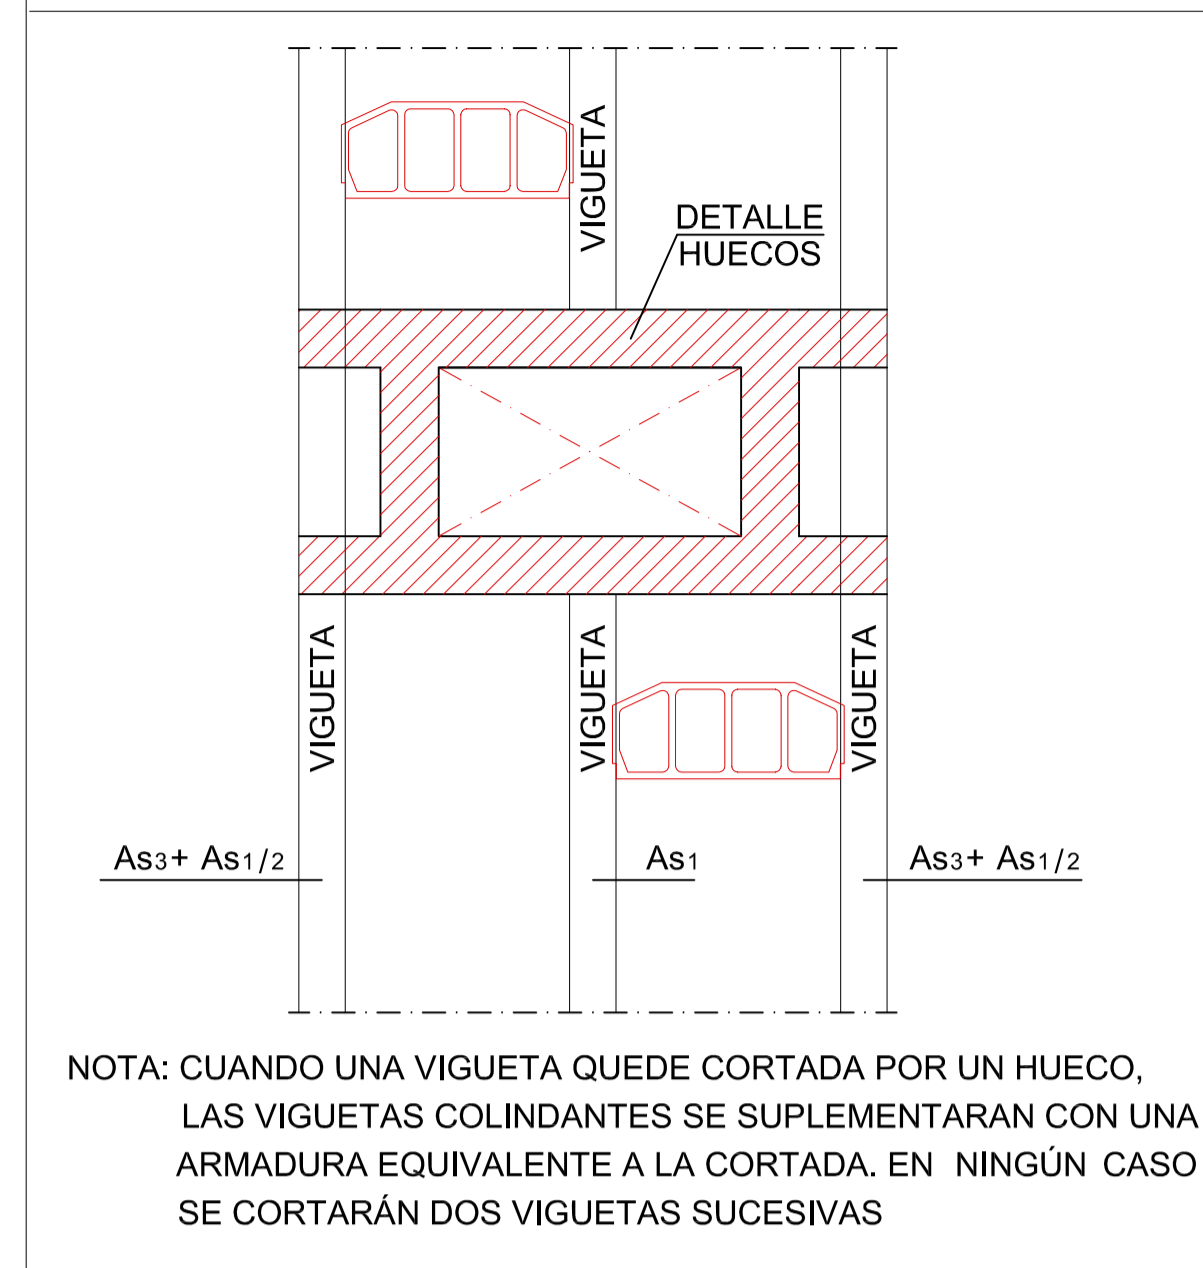 VIGUETA
DETALLE
HUECOS
VIGUETA
VIGUETA
VIGUETA
As3+ As1/2
As1
As3+ As1/2
NOTA: CUANDO UNA VIGUETA QUEDE CORTADA POR UN HUECO,
LAS VIGUETAS COLINDANTES SE SUPLEMENTARAN CON UNA
ARMADURA EQUIVALENTE A LA CORTADA. EN NINGÚN CASO
SE CORTARÁN DOS VIGUETAS SUCESIVAS